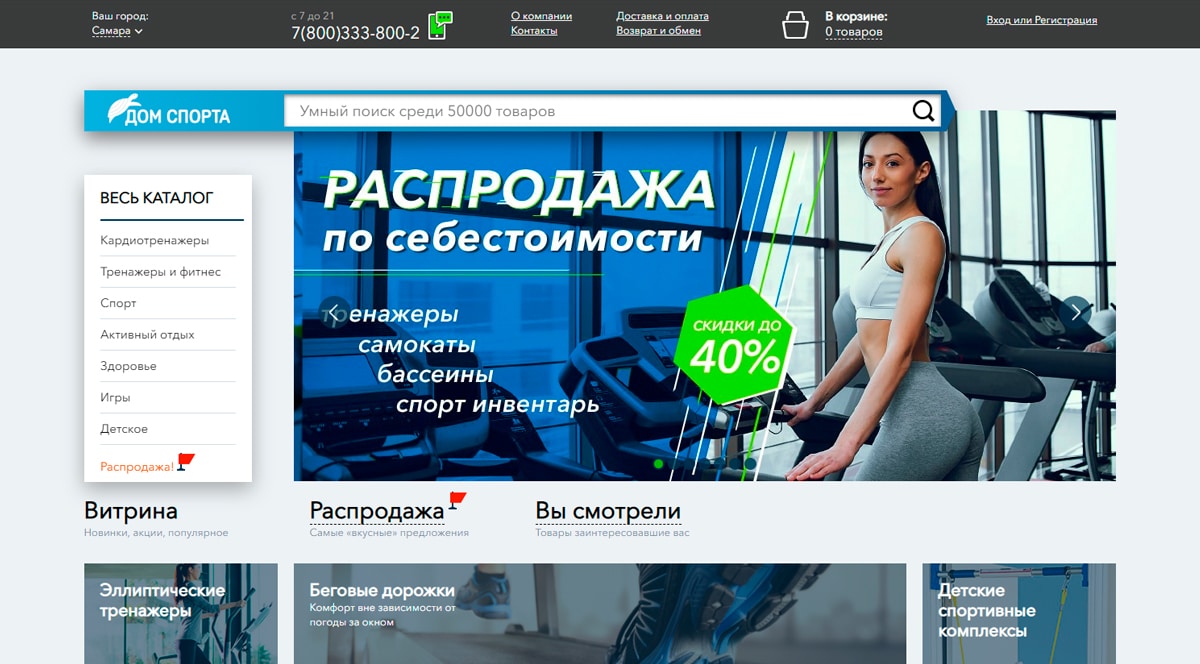 Ваш город:
Самара
с 7 до 21
7(800)333-800-2
О компании
Контакты
Доставка и оплата
Возврат и обмен
В корзине:
0 товаров
Вход или Регистрация
ДОМ СПОРТА
Умный поиск среди 50000 товаров
ВЕСЬ КАТАЛОГ
Кардиотренажеры
Тренажеры и фитнес
Спорт
Активный отдых
Здоровье
Игры
Детское
Распродажа!
РАСПРОДАЖА
по себестоимости
тренажеры
самокаты
бассеины
спорт инвентарь
СКИДКИ ДО
40%
Витрина
Новинки, акции, популярное
Распродажа
Самые «вкусные» предложения
Вы смотрели
Товары заинтересовавшие вас
Эллиптические
тренажеры
Беговые дорожки
Комфорт вне зависимости от
погоды за окном
Детские
спортивные
комплексы